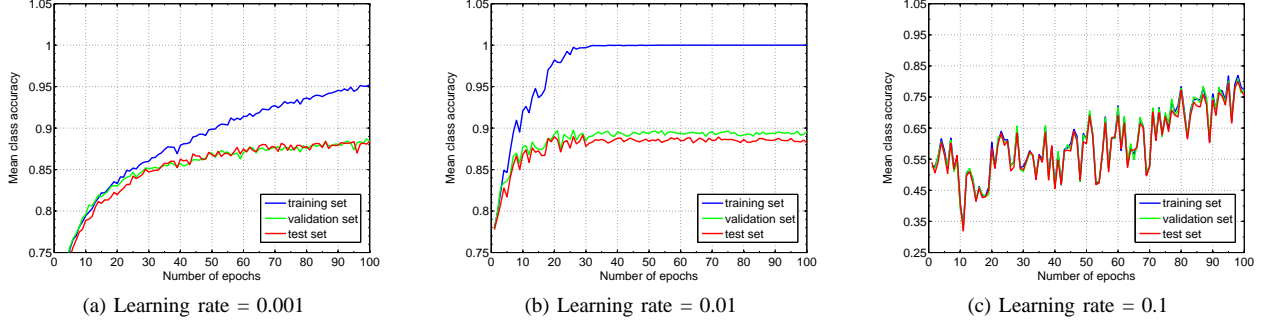 1.05
1
0.95
0.9
0.85
0.8
0.75
0 10 20 30 40 50 60 70 80 90 100
Mean class accuracy
Number of epochs
training set
validation set
test set
(a) Learning rate = 0.001
1.05
1
0.95
0.9
0.85
0.8
0.75
0 10 20 30 40 50 60 70 80 90 100
Mean class accuracy
Number of epochs
training set
validation set
test set
(b) Learning rate = 0.01
1.05
0.95
0.85
0.75
0.65
0.55
0.45
0.35
0.25
0 10 20 30 40 50 60 70 80 90 100
Mean class accuracy
Number of epochs
training set
validation set
test set
(c) Learning rate = 0.1